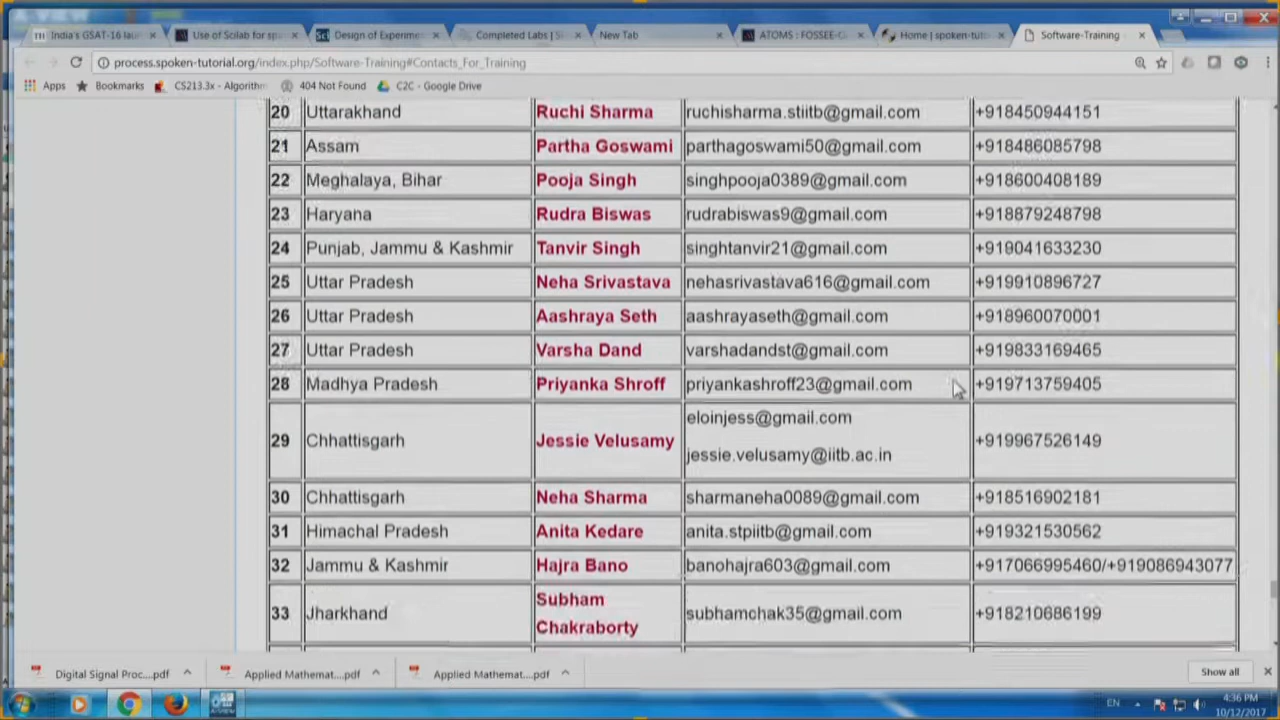 India's GSAT-16 lau
Use of Scilab for sp
Design of Experime
Completed Labs | S
New Tab
ATOMS : FOSSEE-C
Home | spoken-tuto
Software-Training
process.spoken-tutorial.org/index.php/Software-Training#Contacts_For_Training
Apps
Bookmarks
CS213.3x - Algorith
404 Not Found
C2C - Google Drive
20 Uttarakhand Ruchi Sharma ruchisharma.stiitb@gmail.com +918450944151
21 Assam Partha Goswami parthagoswami50@gmail.com +918486085798
22 Meghalaya, Bihar Pooja Singh singhpooja0389@gmail.com +918600408189
23 Haryana Rudra Biswas rudrabiswas9@gmail.com +918879248798
24 Punjab, Jammu & Kashmir Tanvir Singh singhtanvir21@gmail.com +919041633230
25 Uttar Pradesh Neha Srivastava nehasrivastava616@gmail.com +919910896727
26 Uttar Pradesh Aashraya Seth aashrayaseth@gmail.com +918960070001
27 Uttar Pradesh Varsha Dand varshadandst@gmail.com +919833169465
28 Madhya Pradesh Priyanka Shroff priyankashroff23@gmail.com +919713759405
29 Chhattisgarh Jessie Velusamy eloinjess@gmail.com +919967526149
jessie.velusamy@iitb.ac.in
30 Chhattisgarh Neha Sharma sharmaneha0089@gmail.com +918516902181
31 Himachal Pradesh Anita Kedare anita.stpiitb@gmail.com +919321530562
32 Jammu & Kashmir Hajra Bano banohajra603@gmail.com +917066995460/+919086943077
33 Jharkhand Subham subhamchak35@gmail.com +918210686199
Chakraborty
Digital Signal Proc....pdf
Applied Mathemat....pdf
Applied Mathemat....pdf
Show all
EN
4:36 PM
10/12/2017